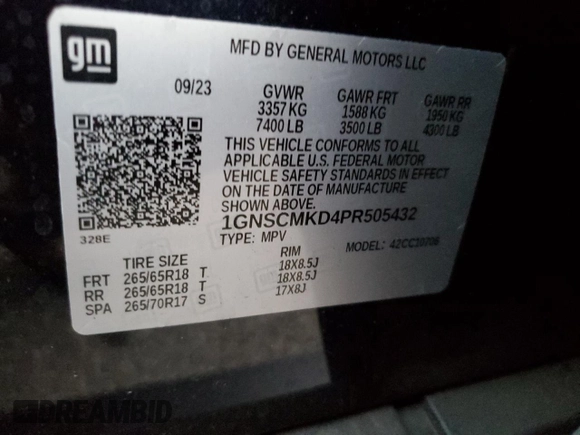 gm
MFD BY GENERAL MOTORS LLC
09/23 GVWR GAWR FRT GAWR RR
3357 KG 1588 KG 1950 KG
7400 LB 3500 LB 4300 LB
THIS VEHICLE CONFORMS TO ALL
APPLICABLE U.S. FEDERAL MOTOR
VEHICLE SAFETY STANDARDS IN EFFECT
ON THE DATE OF MANUFACTURE
SHOWN ABOVE.
1GNSCMKD4PR505432
328E TYPE: MPV MODEL: 42CC10706
TIRE SIZE RIM
FRT 265/65R18 T 18X8.5J
RR 265/65R18 T 18X8.5J
SPA 265/70R17 S 17X8J
DREAMBID